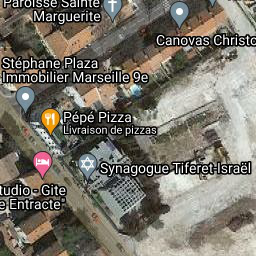 Paroisse Sainte
Marguerite
Canovas Christo
Stéphane Plaza
Immobilier Marseille 9e
Pépé Pizza
Livraison de pizzas
Synagogue Tiféret-Israël
tudio - Gite
e Entracte"